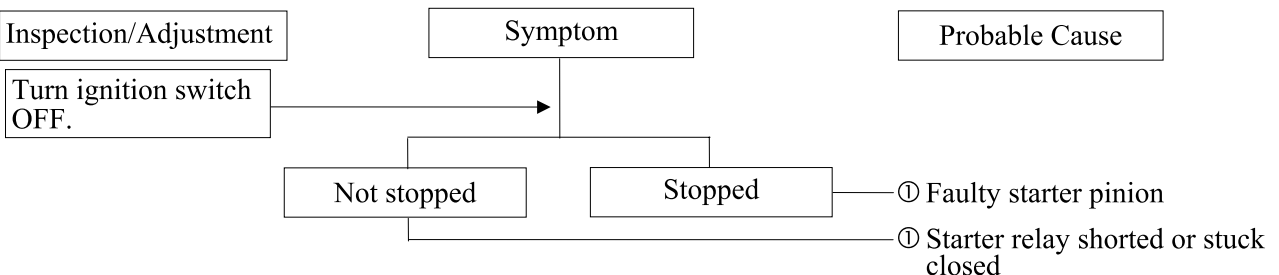 Inspection/Adjustment
Symptom
Probable Cause
Turn ignition switch
OFF.
Not stopped
Stopped
① Faulty starter pinion
① Starter relay shorted or stuck
closed